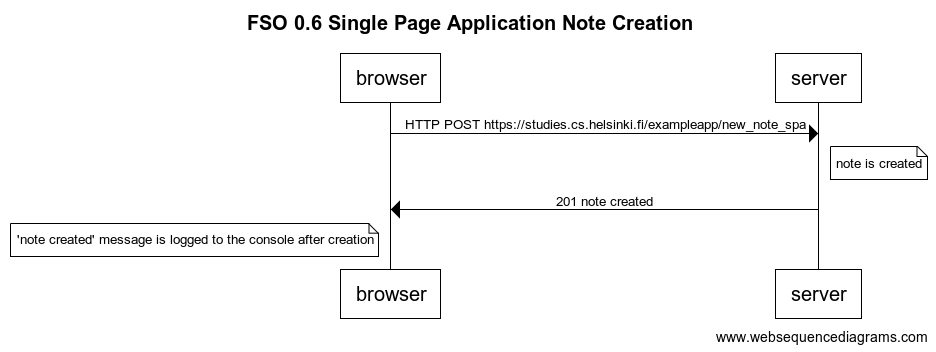 FSO 0.6 Single Page Application Note Creation
browser
server
HTTP POST https://studies.cs.helsinki.fi/exampleapp/new_note_spa
note is created
201 note created
'note created' message is logged to the console after creation
browser
server
www.websequencediagrams.com